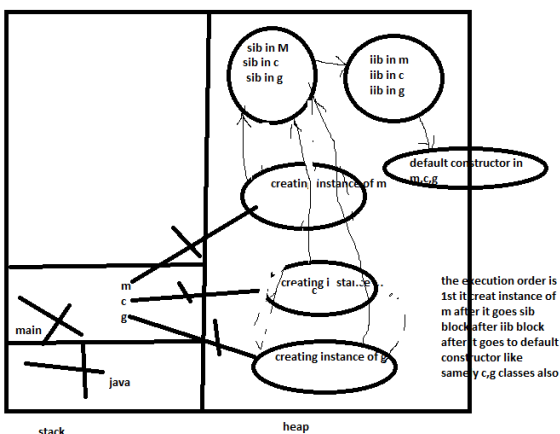 sib in M
sib in c
sib in g
iib in m
iib in c
iib in g
default constructor in
m,c,g
instance of m
m
c
g
main
java
creating instance of g
the execution order is
1st it creat instance of
m after it goes sib
block after iib block
after it goes to default
constructor like
samely c,g classes also
stack
heap